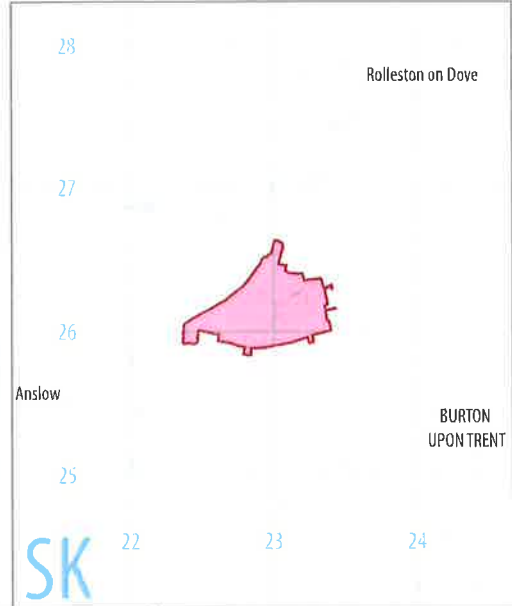 28
Rolleston on Dove
27
26
Anslow
BURTON
UPON TRENT
25
22
23
24
SK